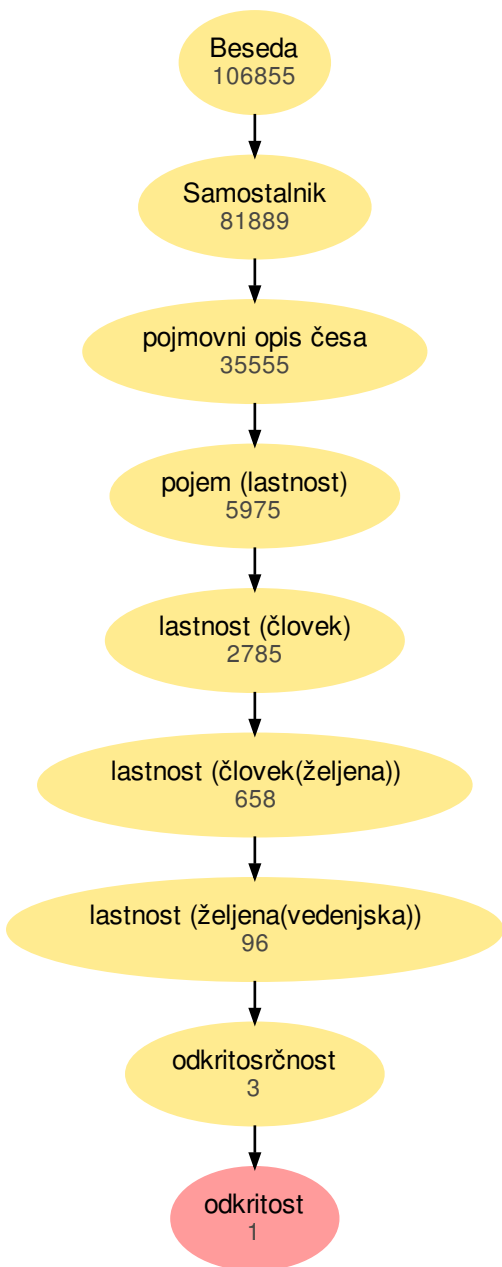 Beseda
106855
Samostalnik
81889
pojmovni opis česa
35555
pojem (lastnost)
5975
lastnost (človek)
2785
lastnost (človek(željena))
658
lastnost (željena(vedenjska))
96
odkritosrčnost
3
odkritost
1